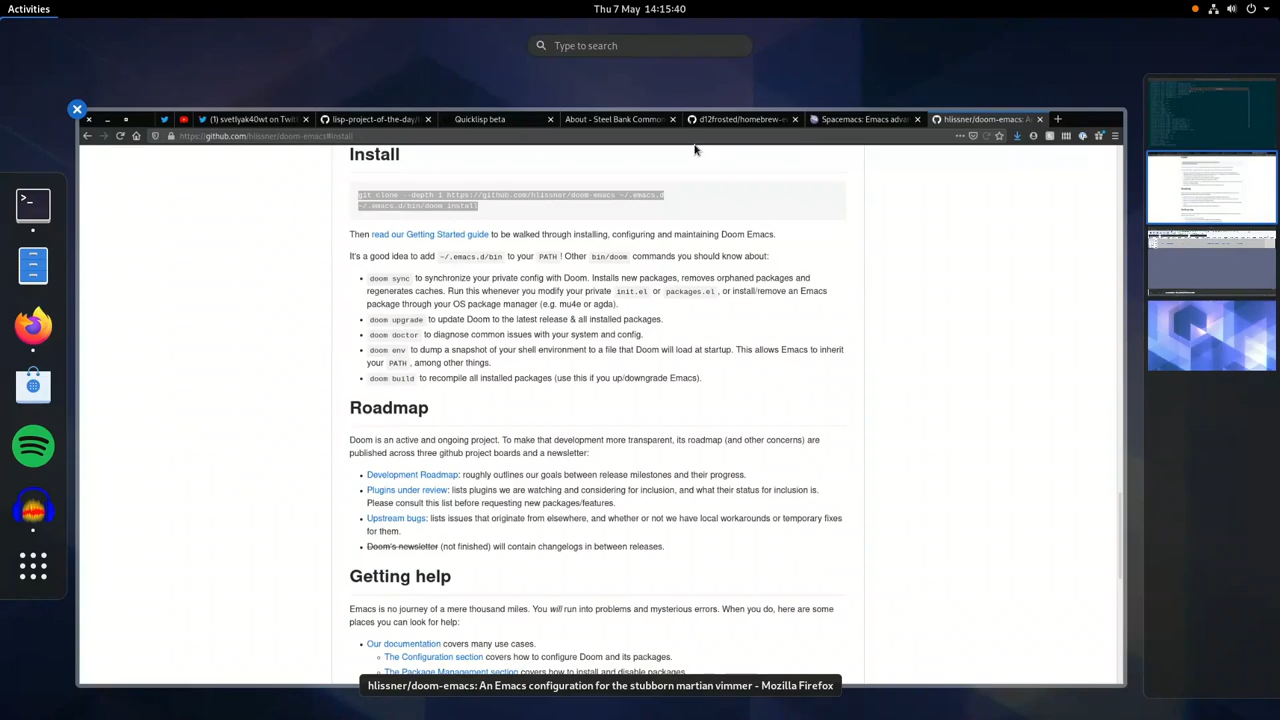 Activities
Thu 7 May 14:15:40
Type to search
(1) svetlyak40wt on Twit
lisp-project-of-the-day/l
Quicklisp beta
About - Steel Bank Common
d12frosted/homebrew-e
Spacemacs: Emacs adva
hlissner/doom-emacs: A
https://github.com/hlissner/doom-emacs#install
Install
git clone --depth 1 https://github.com/hlissner/doom-emacs ~/.emacs.d
~/.emacs.d/bin/doom install
Then read our Getting Started guide to be walked through installing, configuring and maintaining Doom Emacs.
It's a good idea to add ~/.emacs.d/bin to your PATH! Other bin/doom commands you should know about:
• doom sync to synchronize your private config with Doom. Installs new packages, removes orphaned packages and
regenerates caches. Run this whenever you modify your private init.el or packages.el, or install/remove an Emacs
package through your OS package manager (e.g. mu4e or agda).
• doom upgrade to update Doom to the latest release & all installed packages.
• doom doctor to diagnose common issues with your system and config.
• doom env to dump a snapshot of your shell environment to a file that Doom will load at startup. This allows Emacs to inherit
your PATH, among other things.
• doom build to recompile all installed packages (use this if you up/downgrade Emacs).
Roadmap
Doom is an active and ongoing project. To make that development more transparent, its roadmap (and other concerns) are
published across three github project boards and a newsletter:
• Development Roadmap: roughly outlines our goals between release milestones and their progress.
• Plugins under review: lists plugins we are watching and considering for inclusion, and what their status for inclusion is.
Please consult this list before requesting new packages/features.
• Upstream bugs: lists issues that originate from elsewhere, and whether or not we have local workarounds or temporary fixes
for them.
• Doom's newsletter (not finished) will contain changelogs in between releases.
Getting help
Emacs is no journey of a mere thousand miles. You will run into problems and mysterious errors. When you do, here are some
places you can look for help:
• Our documentation covers many use cases.
The Configuration section covers how to configure Doom and its packages.
The Package Management section covers how to install and disable packages.
hlissner/doom-emacs: An Emacs configuration for the stubborn martian vimmer - Mozilla Firefox